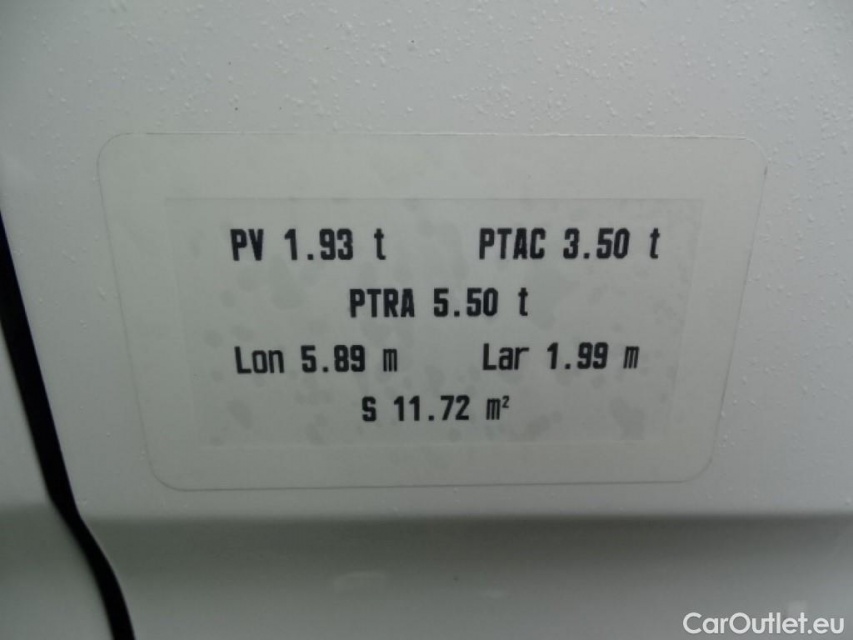 PV 1.93 t PTAC 3.50 t
PTRA 5.50 t
Lon 5.89 m Lar 1.99 m
S 11.72 m²
CarOutlet.eu